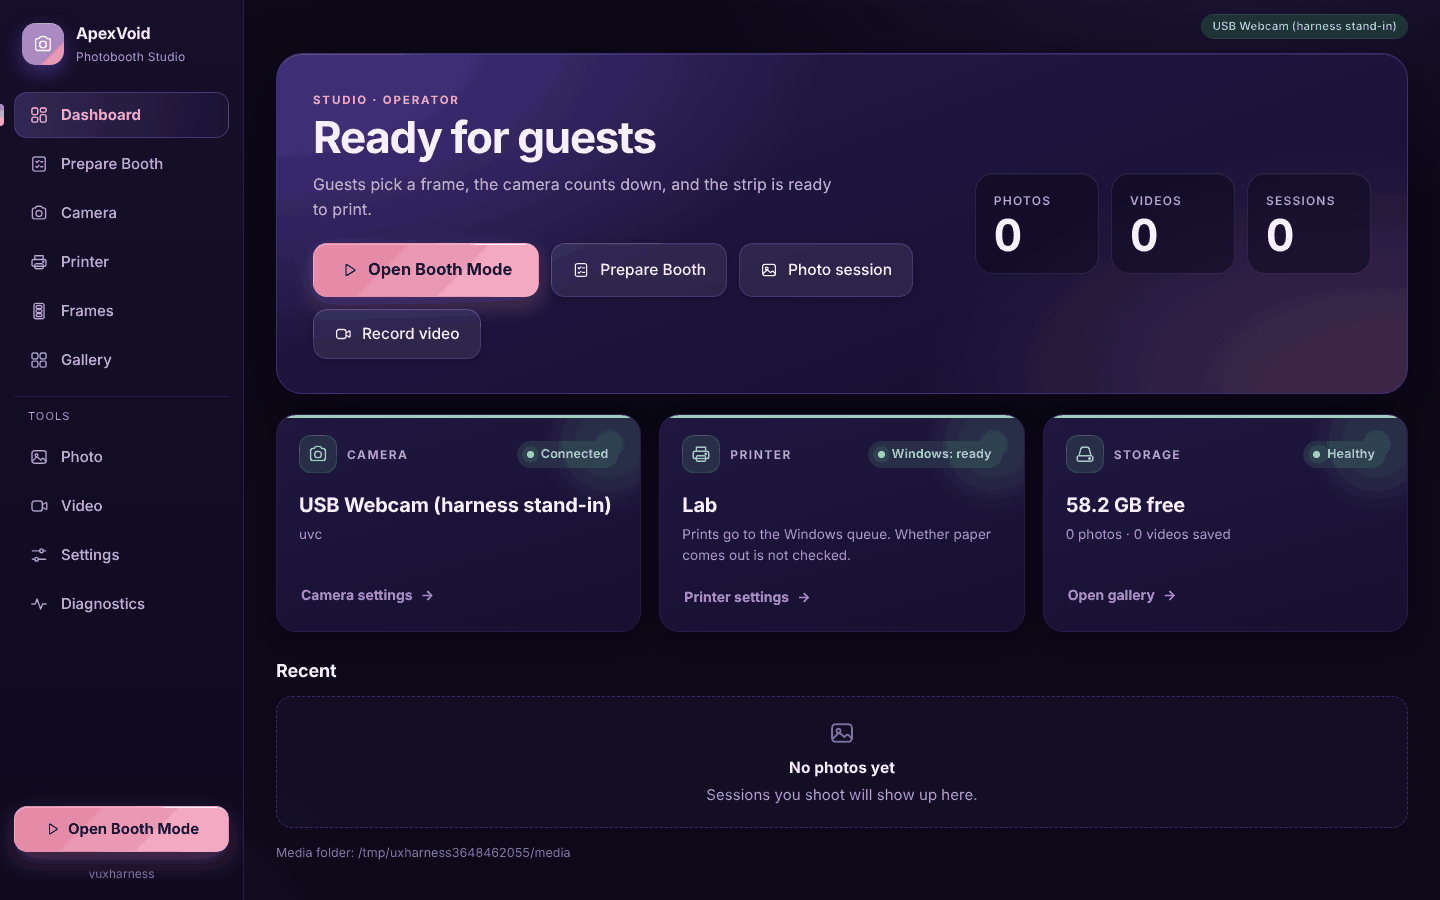 ApexVoid
Photobooth Studio
Dashboard
Prepare Booth
Camera
Printer
Frames
Gallery
TOOLS
Photo
Video
Settings
Diagnostics
Open Booth Mode
vuxharness
USB Webcam (harness stand-in)
STUDIO · OPERATOR
Ready for guests
Guests pick a frame, the camera counts down, and the strip is ready
to print.
Open Booth Mode
Prepare Booth
Photo session
Record video
PHOTOS
0
VIDEOS
0
SESSIONS
0
CAMERA
Connected
USB Webcam (harness stand-in)
uvc
Camera settings →
PRINTER
Windows: ready
Lab
Prints go to the Windows queue. Whether paper
comes out is not checked.
Printer settings →
STORAGE
Healthy
58.2 GB free
0 photos · 0 videos saved
Open gallery →
Recent
No photos yet
Sessions you shoot will show up here.
Media folder: /tmp/uxharness3648462055/media